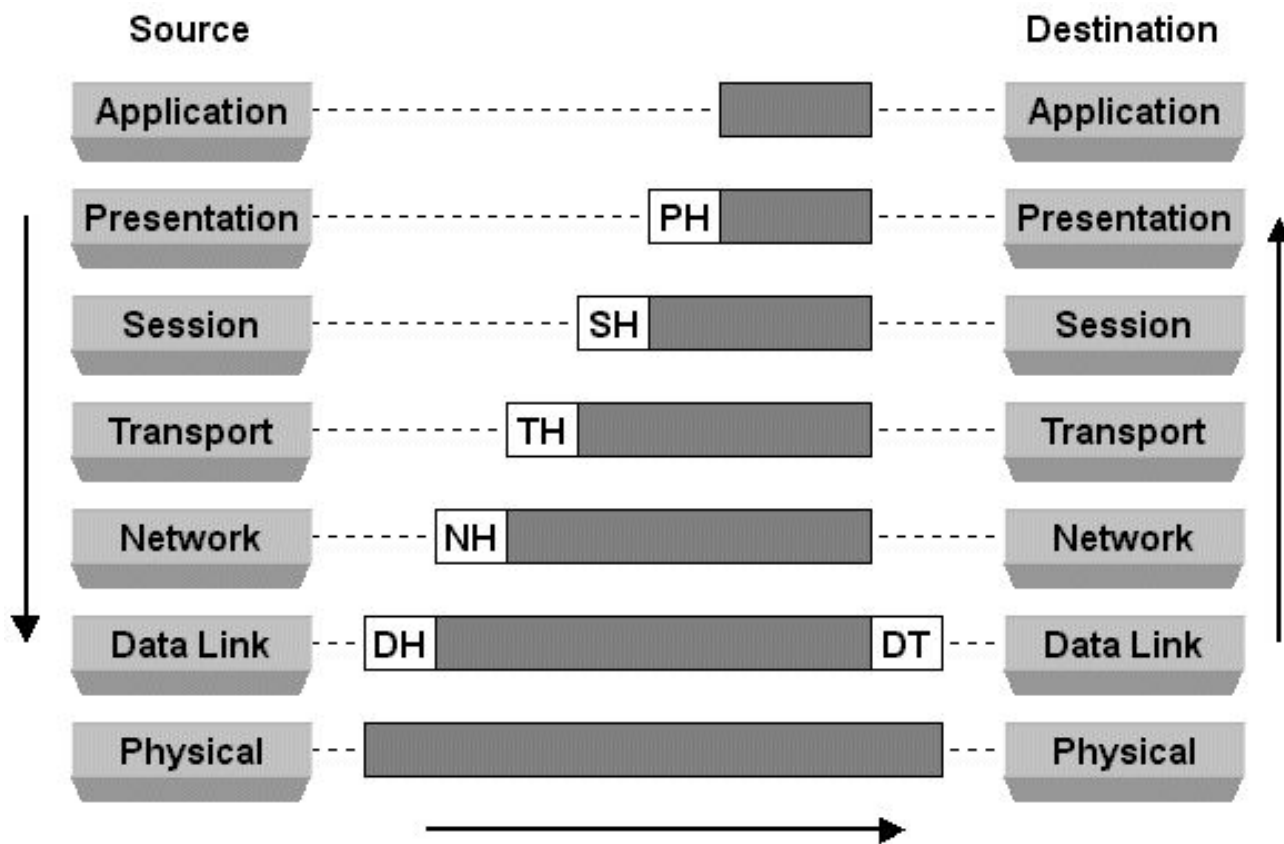 Source Destination
Application Application
Presentation PH Presentation
Session SH Session
Transport TH Transport
Network NH Network
Data Link DH DT Data Link
Physical Physical